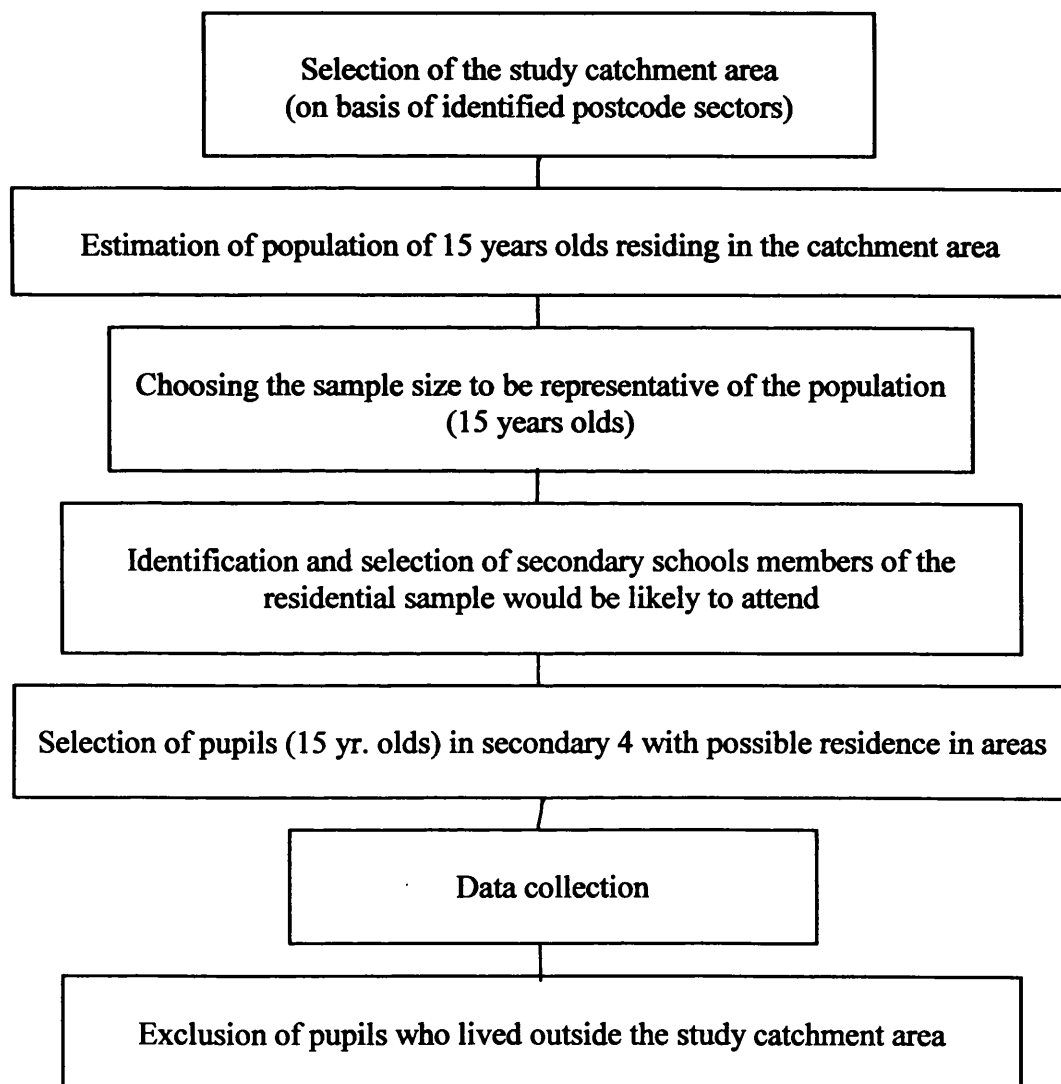 Selection of the study catchment area
(on basis of identified postcode sectors)
Estimation of population of 15 years olds residing in the catchment area
Choosing the sample size to be representative of the population
(15 years olds)
Identification and selection of secondary schools members of the
residential sample would be likely to attend
Selection of pupils (15 yr. olds) in secondary 4 with possible residence in areas
Data collection
Exclusion of pupils who lived outside the study catchment area